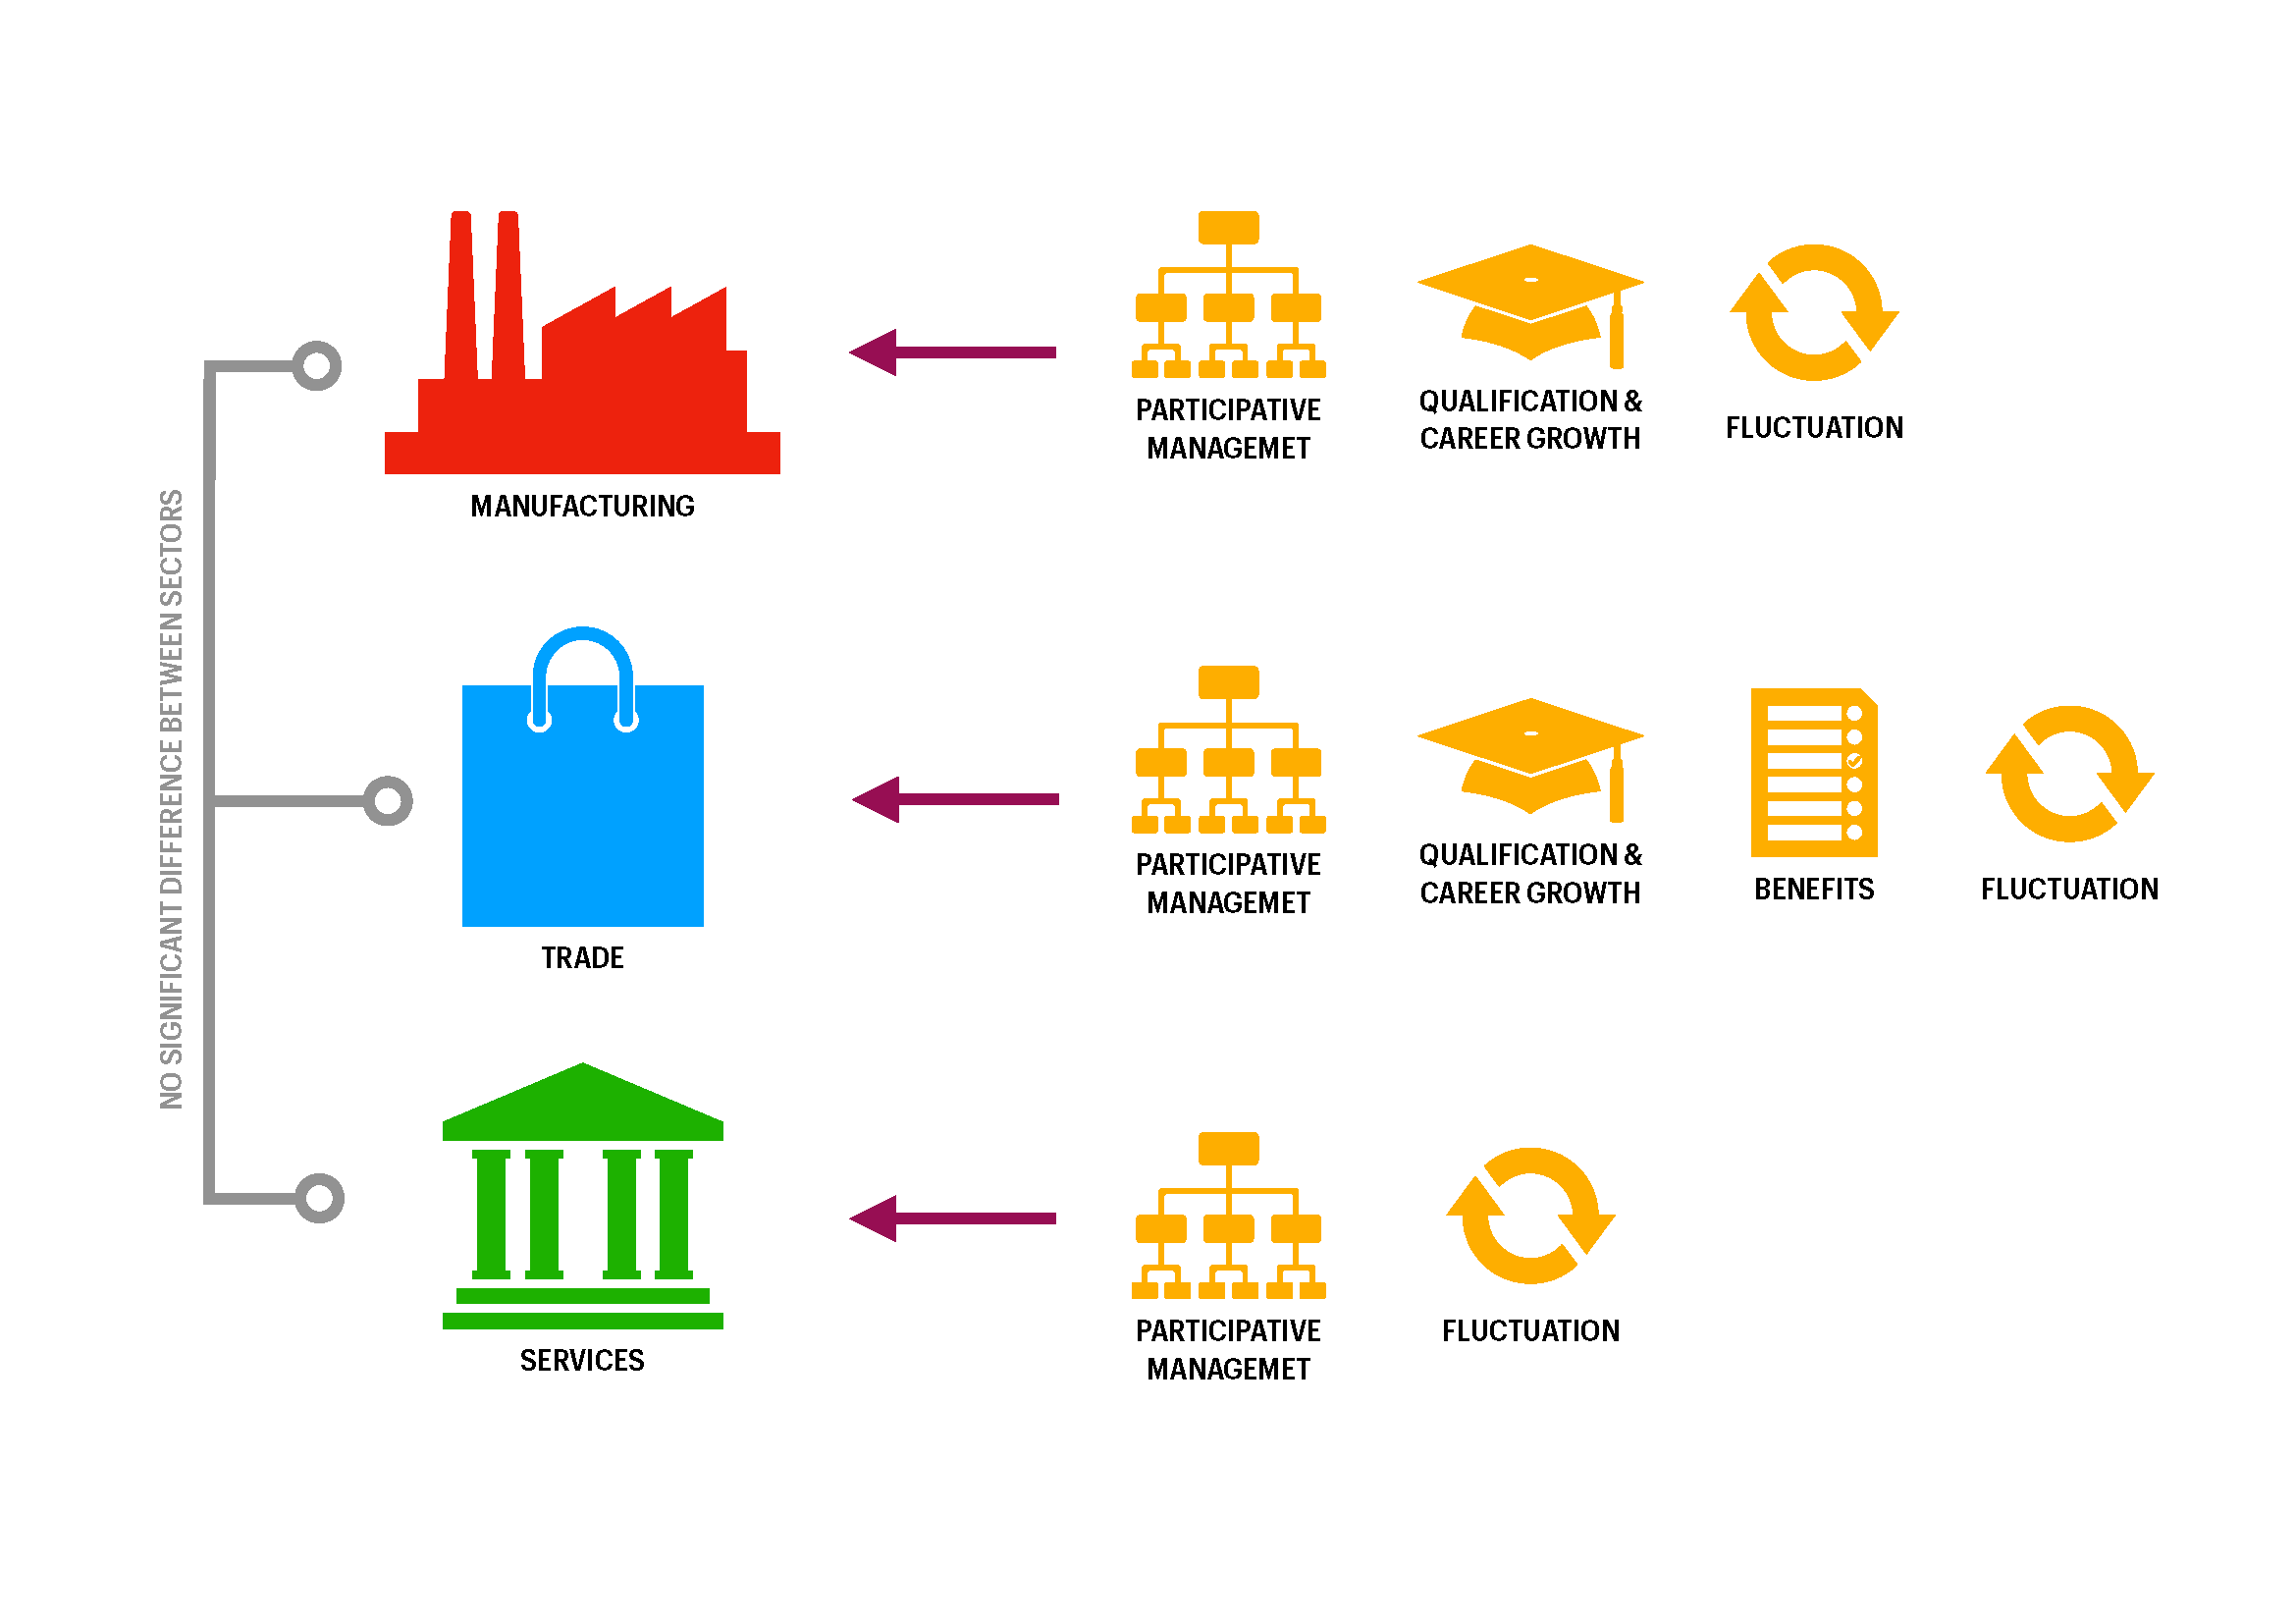 NO SIGNIFICANT DIFFERENCE BETWEEN SECTORS
MANUFACTURING
PARTICIPATIVE
MANAGEMET
QUALIFICATION &
CAREER GROWTH
FLUCTUATION
TRADE
PARTICIPATIVE
MANAGEMET
QUALIFICATION &
CAREER GROWTH
BENEFITS
FLUCTUATION
SERVICES
PARTICIPATIVE
MANAGEMET
FLUCTUATION